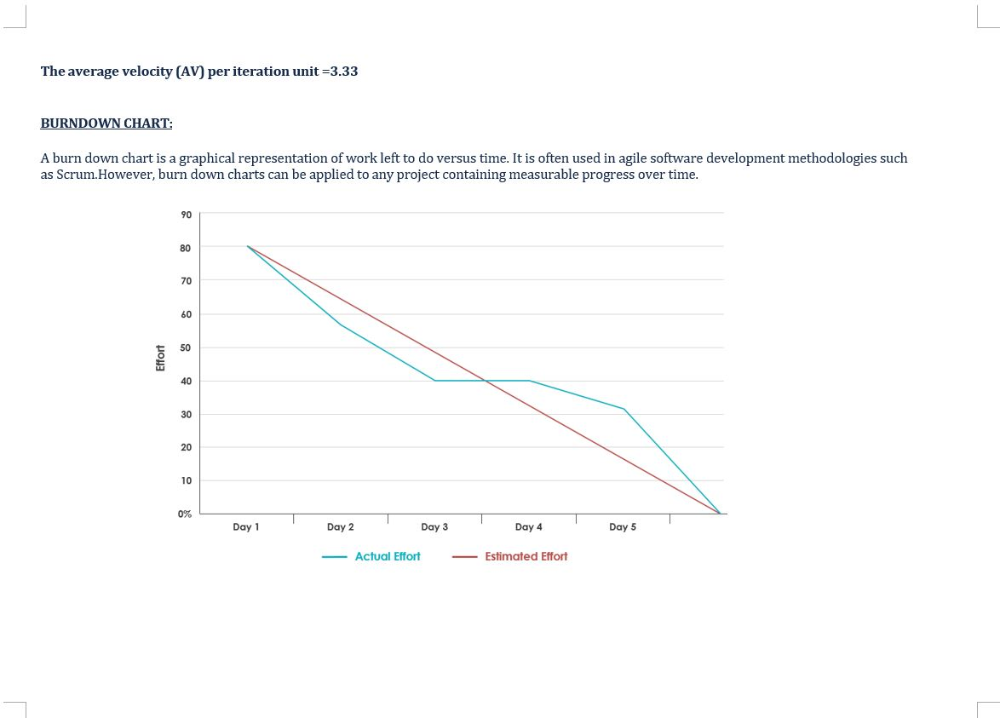 The average velocity (AV) per iteration unit =3.33
BURNDOWN CHART:
A burn down chart is a graphical representation of work left to do versus time. It is often used in agile software development methodologies such
as Scrum.However, burn down charts can be applied to any project containing measurable progress over time.
90
80
70
60
50
40
30
20
10
0%
Effort
Day 1 Day 2 Day 3 Day 4 Day 5
Actual Effort Estimated Effort